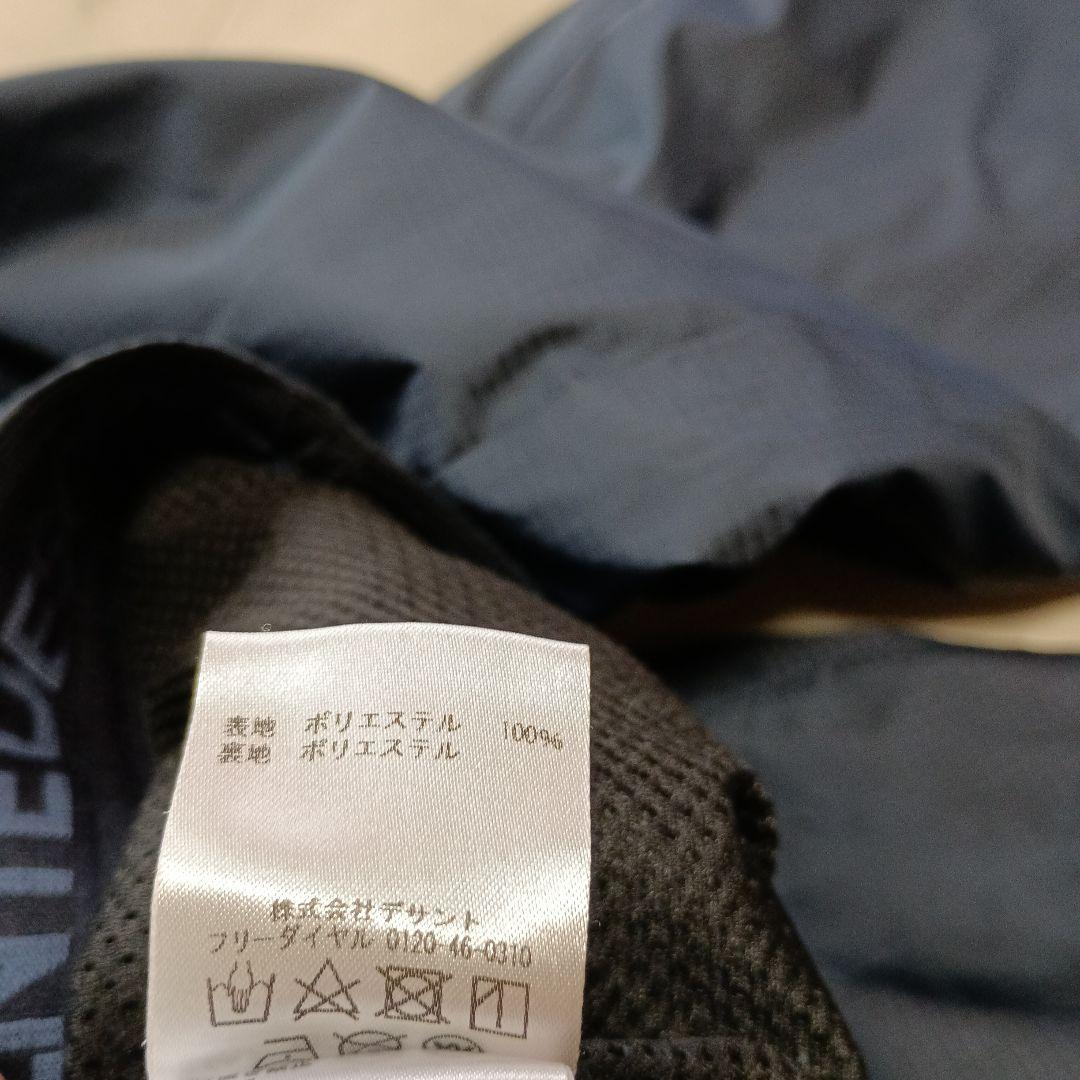 表地 ポリエステル 100%
裏地 ポリエステル
株式会社デサント
フリーダイヤル 0120-46-0310